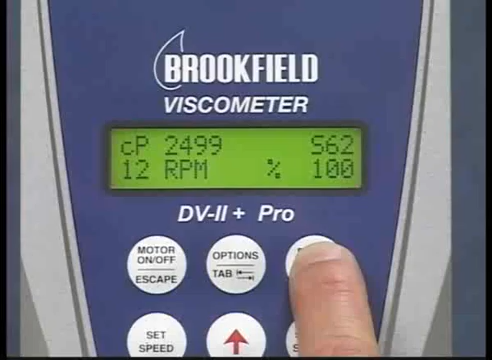 BROOKFIELD
VISCOMETER
cP 2499 S62
12 RPM % 100
DV-II + Pro
MOTOR
ON/OFF
ESCAPE
OPTIONS
TAB
SET
SPEED